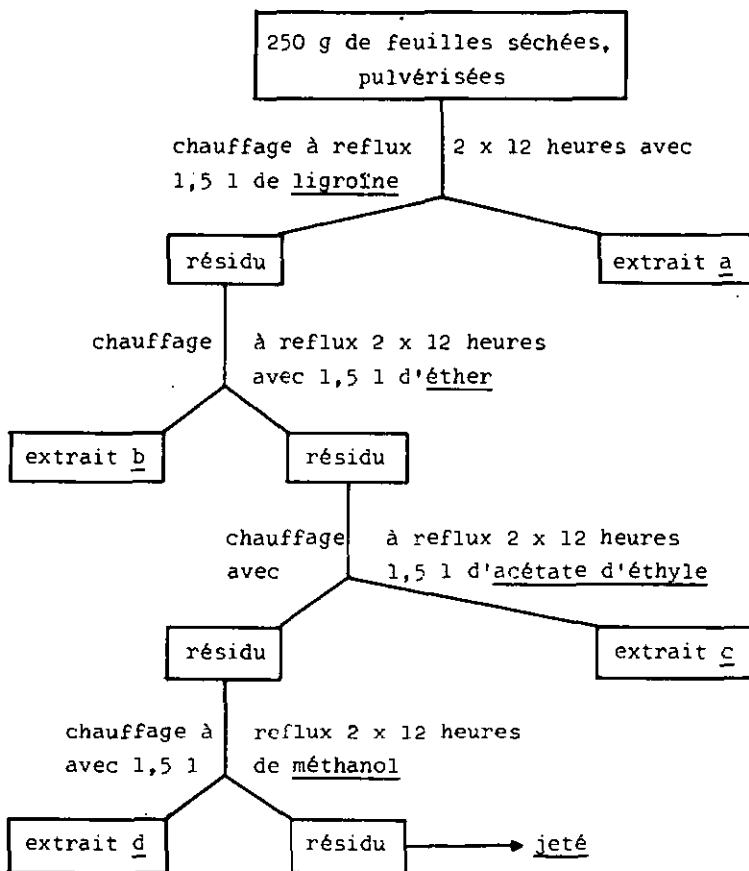 250 g de feuilles séchées,
pulvérisées
chauffage à reflux 2 x 12 heures avec
1,5 l de ligroïne
résidu
extrait a
chauffage à reflux 2 x 12 heures
avec 1,5 l d'éther
extrait b
résidu
chauffage à reflux 2 x 12 heures
avec 1,5 l d'acétate d'éthyle
résidu
extrait c
chauffage à reflux 2 x 12 heures
avec 1,5 l de méthanol
extrait d
résidu
jeté